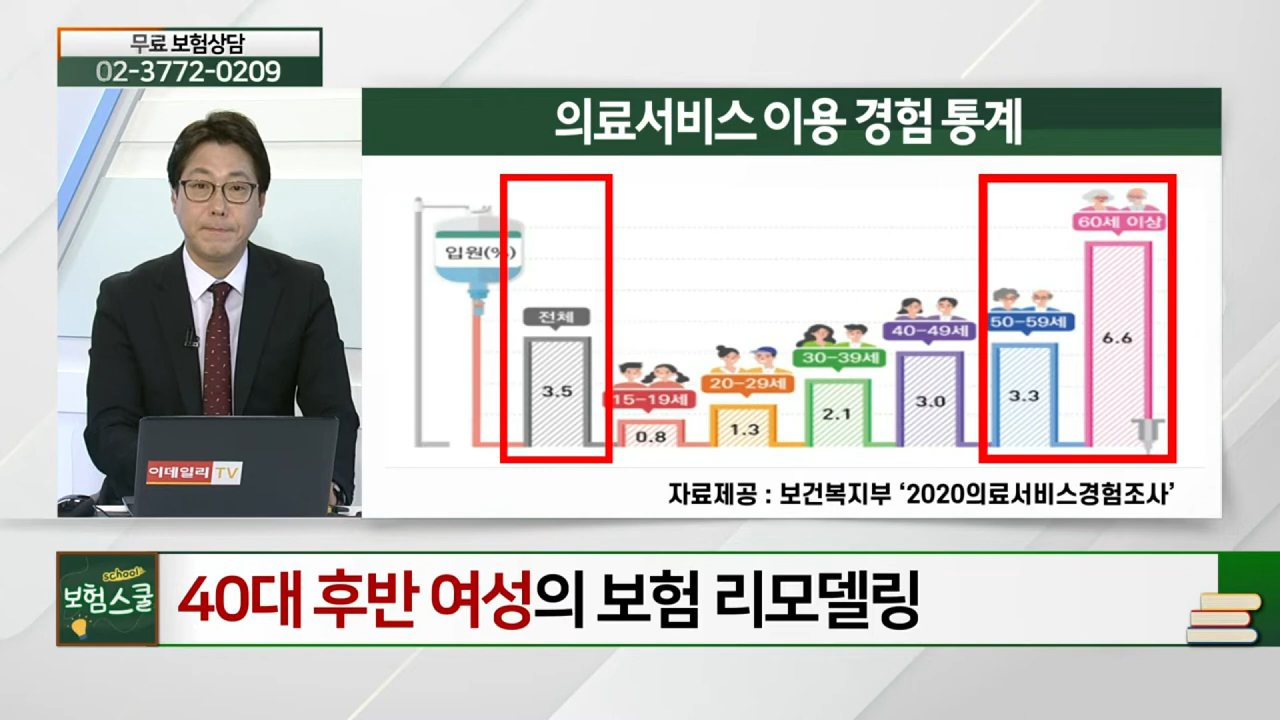 무료 보험상담
02-3772-0209
의료서비스 이용 경험 통계
입원(%)
전체
3.5
15-19세
0.8
20-29세
1.3
30-39세
2.1
40-49세
3.0
50-59세
3.3
60세 이상
6.6
자료제공 : 보건복지부 ‘2020의료서비스경험조사’
이데일리TV
school
보험스쿨
40대 후반 여성의 보험 리모델링